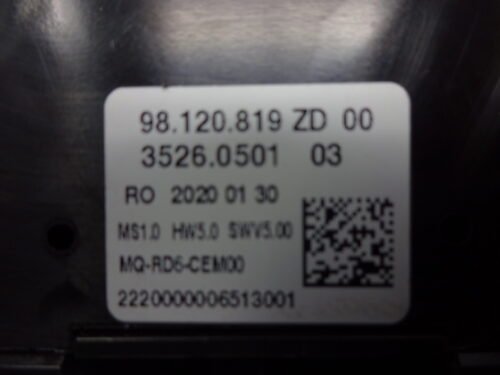 98.120.819 ZD 00
3526.0501 03
RO 2020 01 30
MS1.0 HW5.0 SWV5.00
MQ-RD6-CEM00
2220000006513001